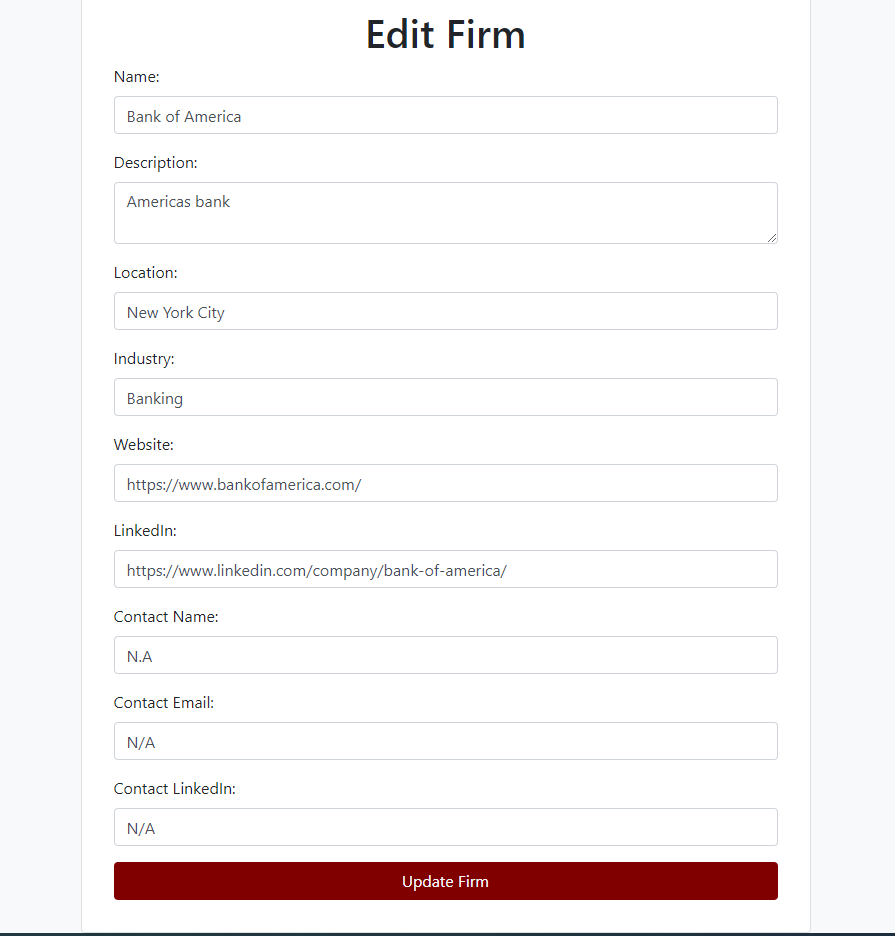 Edit Firm
Name:
Bank of America
Description:
Americas bank
Location:
New York City
Industry:
Banking
Website:
https://www.bankofamerica.com/
LinkedIn:
https://www.linkedin.com/company/bank-of-america/
Contact Name:
N.A
Contact Email:
N/A
Contact LinkedIn:
N/A
Update Firm